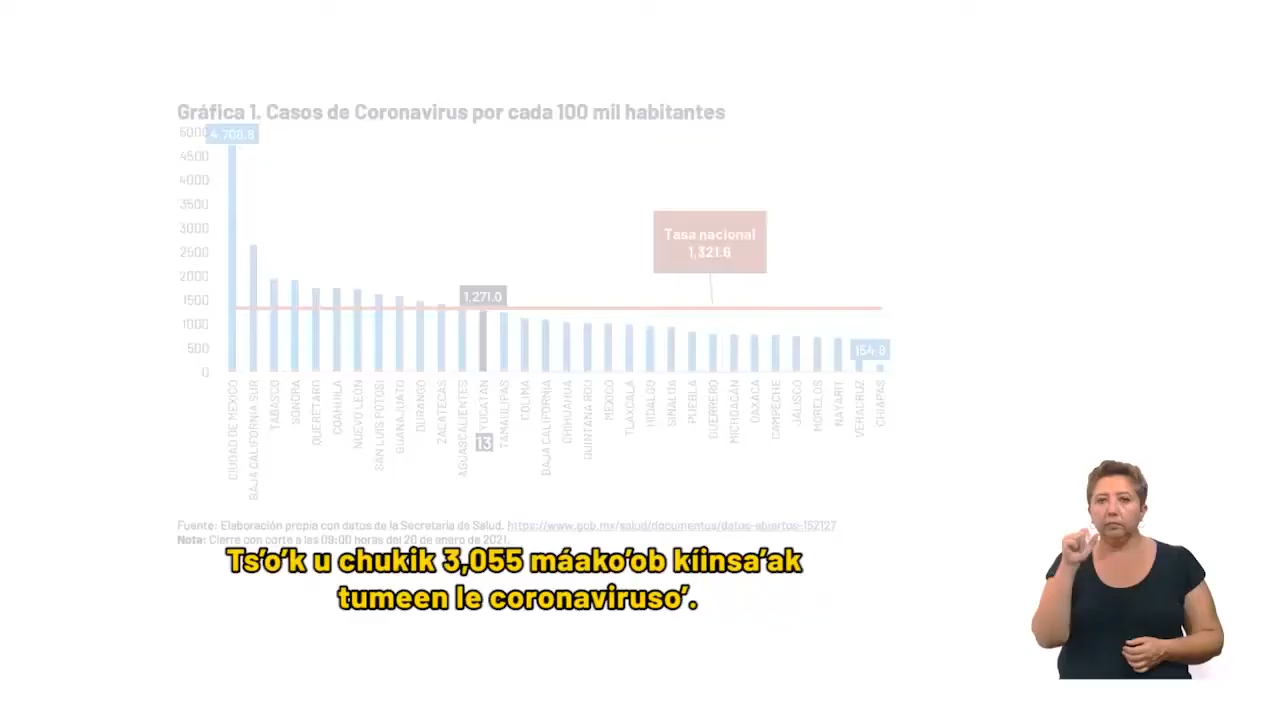 Gráfica 1. Casos de Coronavirus por cada 100 mil habitantes
5000
4,708.8
4500
4000
3500
3000
2500
2000
1500
1000
500
0
Tasa nacional
1,321.6
1,271.0
154.8
CIUDAD DE MÉXICO
BAJA CALIFORNIA SUR
TABASCO
SONORA
QUERÉTARO
COAHUILA
NUEVO LEÓN
SAN LUIS POTOSÍ
GUANAJUATO
DURANGO
ZACATECAS
AGUASCALIENTES
YUCATÁN
13
TAMAULIPAS
COLIMA
BAJA CALIFORNIA
CHIHUAHUA
QUINTANA ROO
MÉXICO
TLAXCALA
HIDALGO
SINALOA
PUEBLA
GUERRERO
MICHOACÁN
OAXACA
CAMPECHE
JALISCO
MORELOS
NAYARIT
VERACRUZ
CHIAPAS
Fuente: Elaboración propia con datos de la Secretaría de Salud. https://www.gob.mx/salud/documentos/datos-abiertos-152127
Nota: Cierre con corte a las 09:00 horas del 20 de enero de 2021.
Ts'o'k u chukik 3,055 máako'ob kíinsa'ak
tumeen le coronaviruso'.